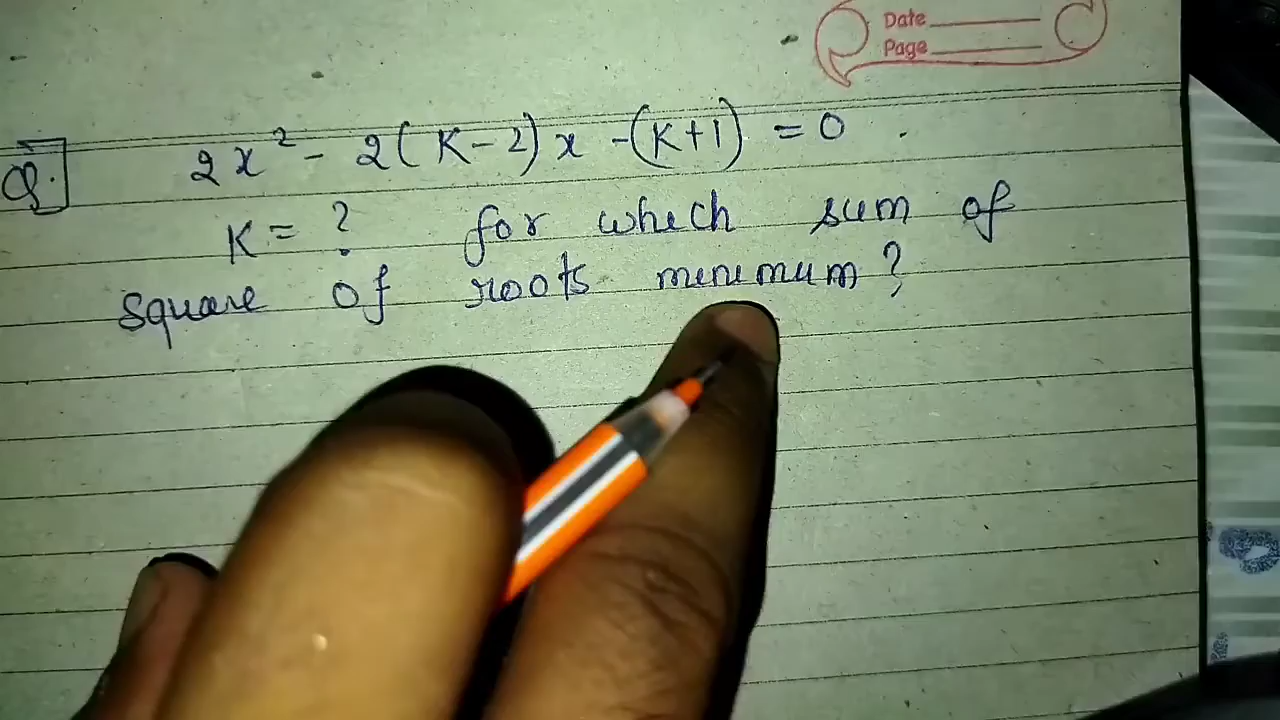 Date
Page
Q. 2x² - 2(K-2)x -(K+1) = 0
K = ? for which sum of
square of roots minimum?